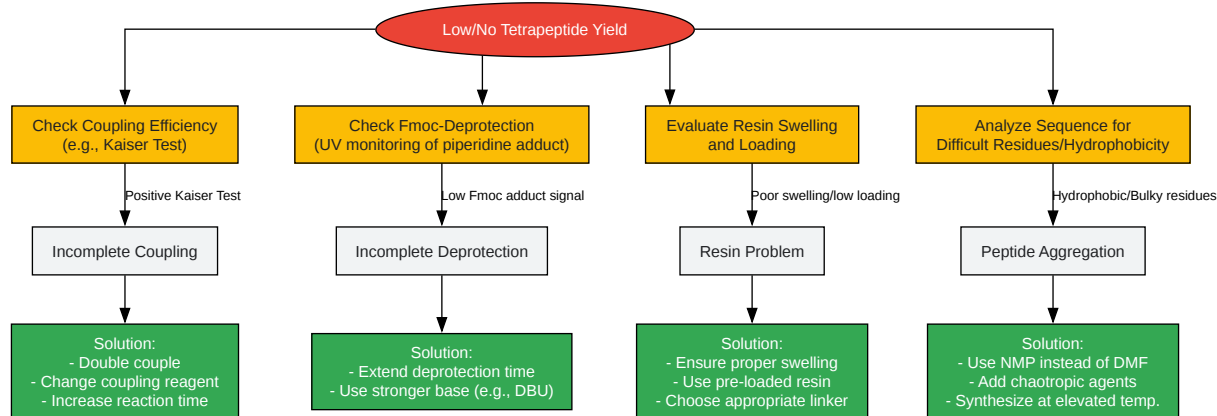 Low/No Tetrapeptide Yield
Check Coupling Efficiency
(e.g., Kaiser Test)
Check Fmoc-Deprotection
(UV monitoring of piperidine adduct)
Evaluate Resin Swelling
and Loading
Analyze Sequence for
Difficult Residues/Hydrophobicity
Positive Kaiser Test
Low Fmoc adduct signal
Poor swelling/low loading
Hydrophobic/Bulky residues
Incomplete Coupling
Incomplete Deprotection
Resin Problem
Peptide Aggregation
Solution:
- Double couple
- Change coupling reagent
- Increase reaction time
Solution:
- Extend deprotection time
- Use stronger base (e.g., DBU)
Solution:
- Ensure proper swelling
- Use pre-loaded resin
- Choose appropriate linker
Solution:
- Use NMP instead of DMF
- Add chaotropic agents
- Synthesize at elevated temp.